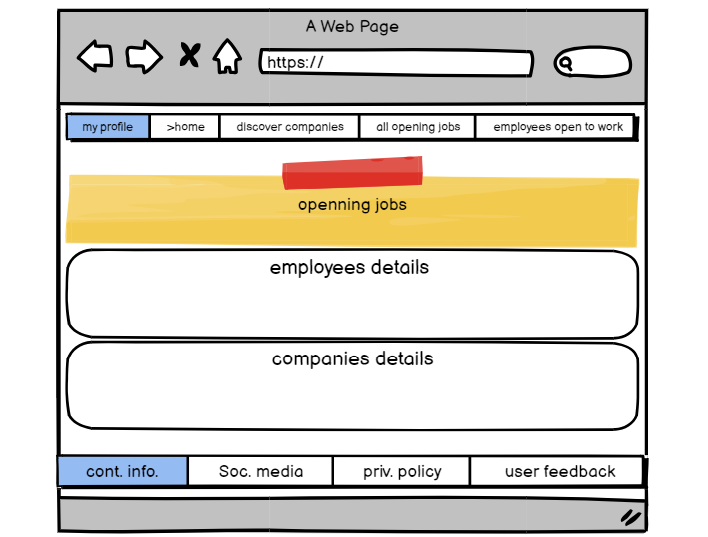 A Web Page
https://
my profile >home discover companies all opening jobs employees open to work
openning jobs
employees details
companies details
cont. info. Soc. media priv. policy user feedback